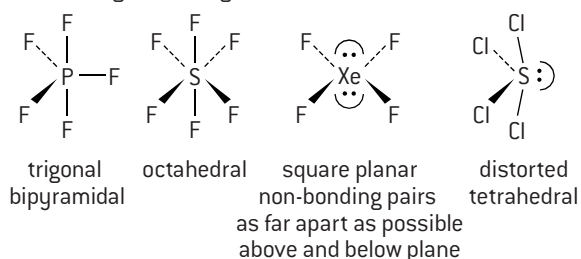 F F Cl
F F F F F Cl
P F S Xe S
F F F F F Cl
F F Cl
trigonal octahedral square planar distorted
bipyramidal non-bonding pairs tetrahedral
as far apart as possible
above and below plane